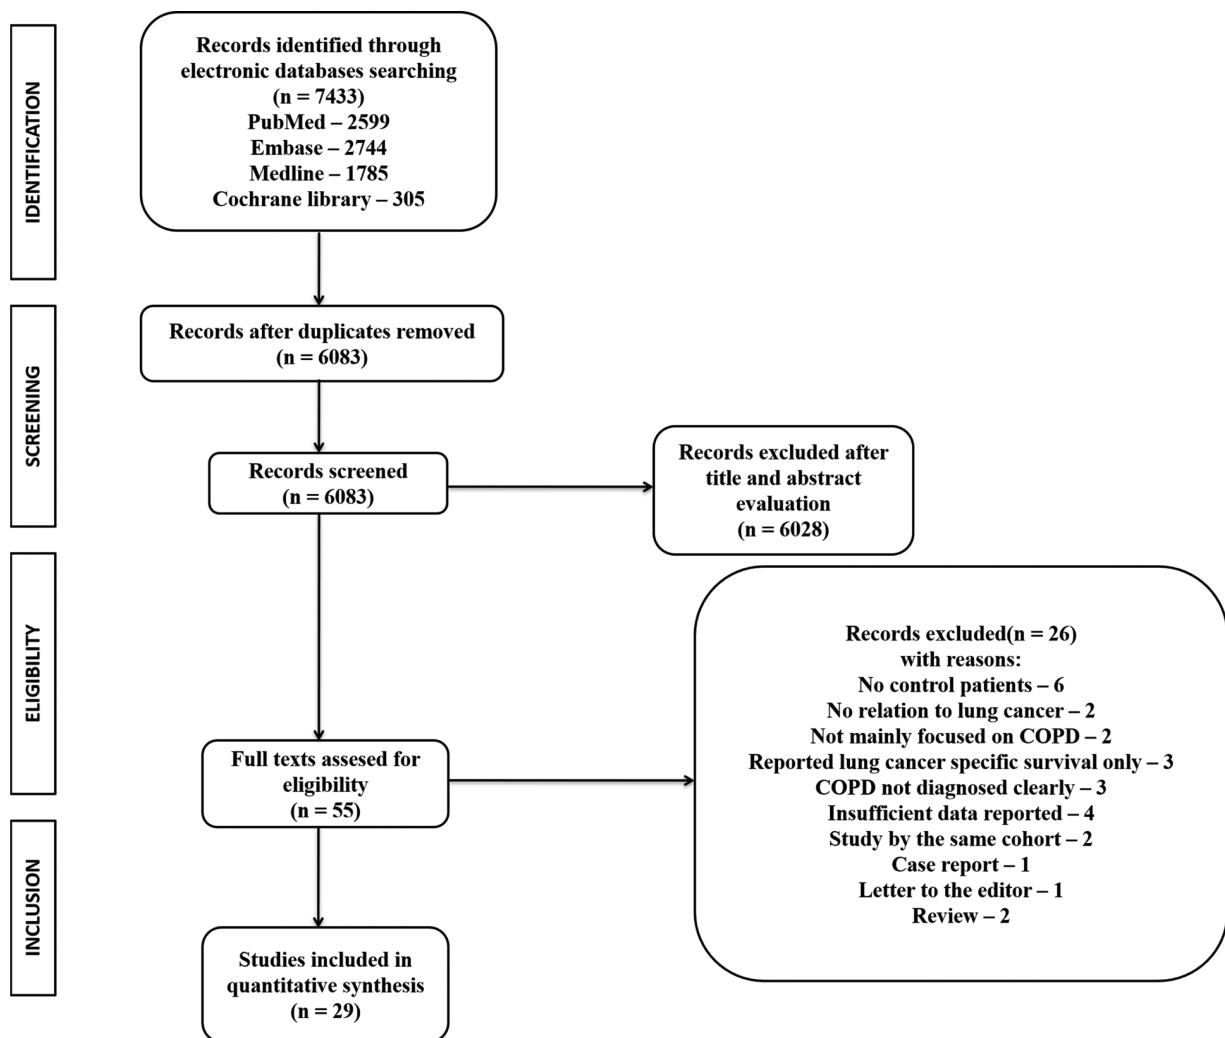 IDENTIFICATION
Records identified through
electronic databases searching
(n = 7433)
PubMed – 2599
Embase – 2744
Medline – 1785
Cochrane library – 305
SCREENING
Records after duplicates removed
(n = 6083)
Records screened
(n = 6083)
Records excluded after
title and abstract
evaluation
(n = 6028)
ELIGIBILITY
Full texts assesed for
eligibility
(n = 55)
Records excluded(n = 26)
with reasons:
No control patients – 6
No relation to lung cancer – 2
Not mainly focused on COPD – 2
Reported lung cancer specific survival only – 3
COPD not diagnosed clearly – 3
Insufficient data reported – 4
Study by the same cohort – 2
Case report – 1
Letter to the editor – 1
Review – 2
INCLUSION
Studies included in
quantitative synthesis
(n = 29)